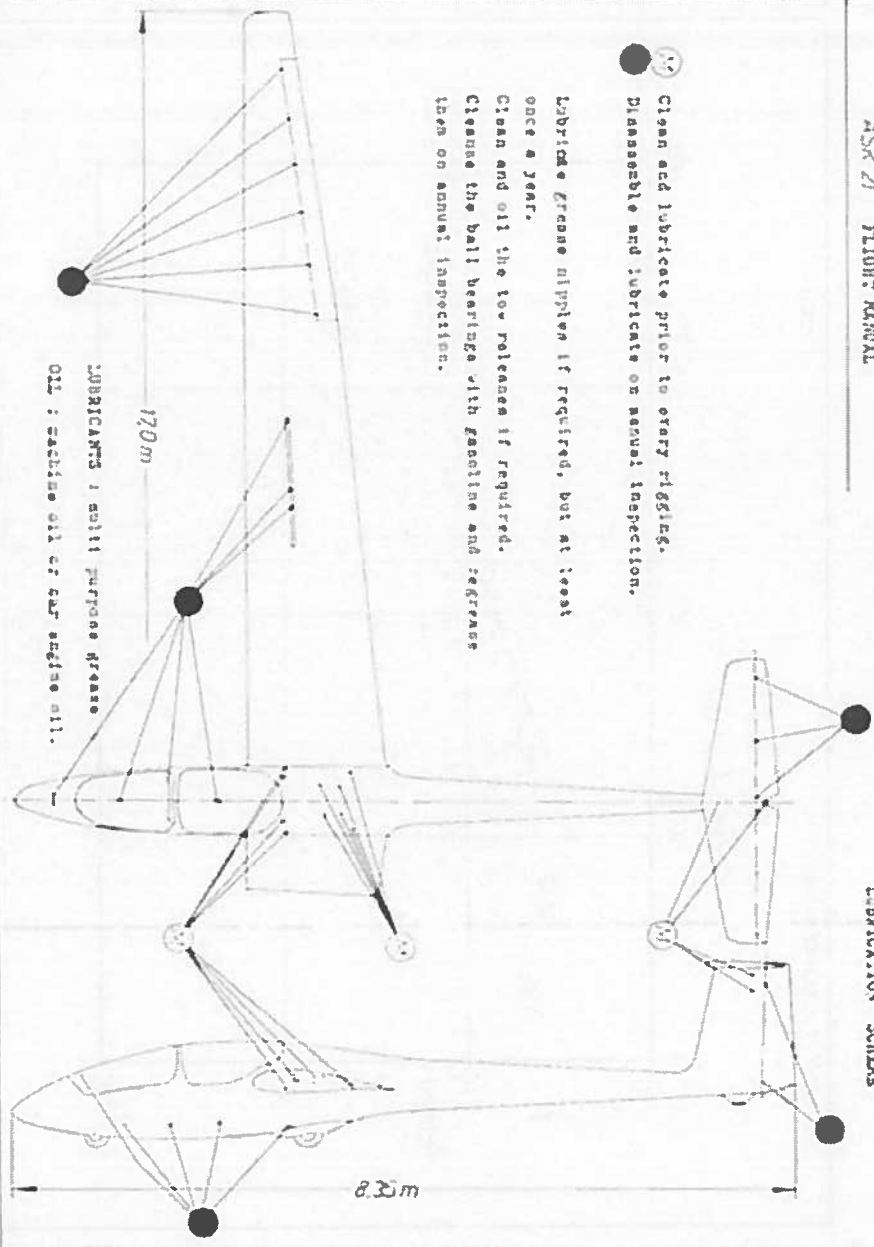 ASK 21 FLIGHT MANUAL
LUBRICATION SCHEME
Clean and lubricate prior to every rigging.
Disassemble and lubricate on annual inspection.
Lubricate grease nipples if required, but at least
once a year.
Clean and oil the tow releases if required.
Cleanse the ball bearings with gasoline and regrease
them on annual inspection.
17,0 m
8.35m
LUBRICANTS : multi purpose grease
OIL : machine oil or car engine oil.